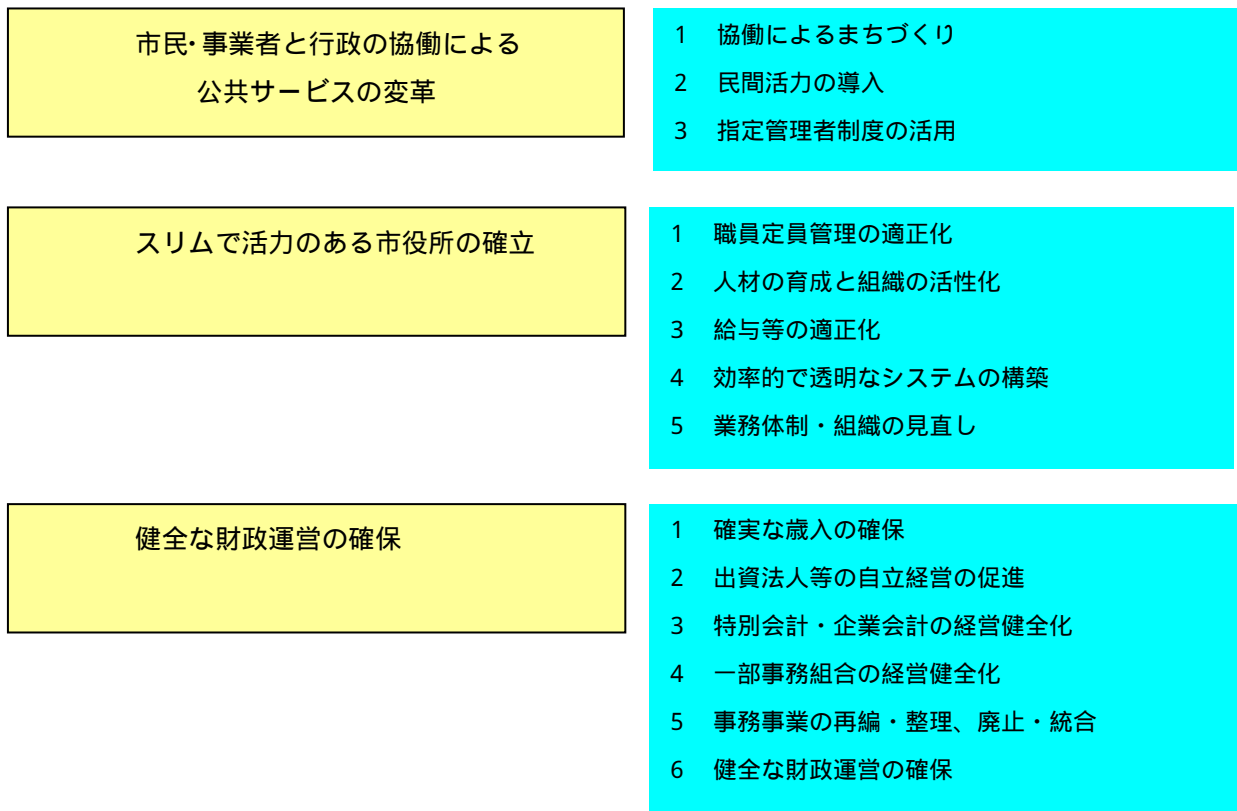 市民・事業者と行政の協働による
公共サービスの変革
1 協働によるまちづくり
2 民間活力の導入
3 指定管理者制度の活用
スリムで活力のある市役所の確立
1 職員定員管理の適正化
2 人材の育成と組織の活性化
3 給与等の適正化
4 効率的で透明なシステムの構築
5 業務体制・組織の見直し
健全な財政運営の確保
1 確実な歳入の確保
2 出資法人等の自立経営の促進
3 特別会計・企業会計の経営健全化
4 一部事務組合の経営健全化
5 事務事業の再編・整理、廃止・統合
6 健全な財政運営の確保